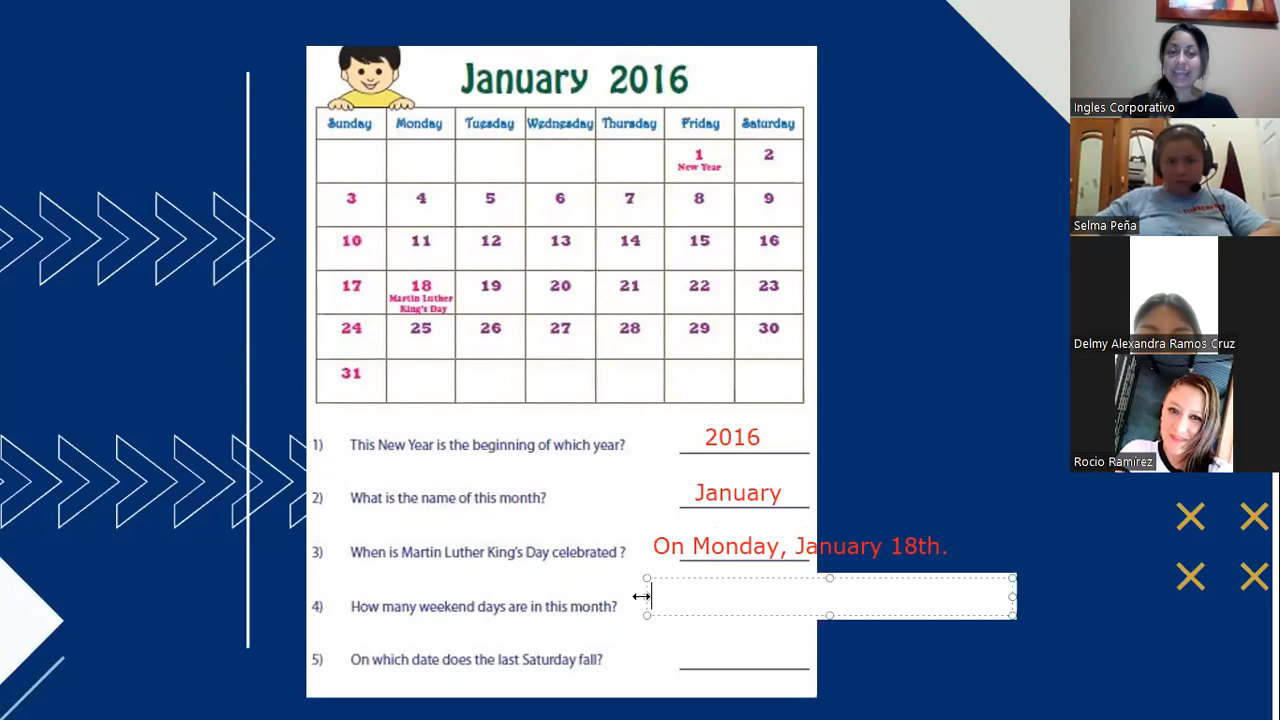 January 2016
Sunday Monday Tuesday Wednesday Thursday Friday Saturday
1 2
New Year
3 4 5 6 7 8 9
10 11 12 13 14 15 16
17 18 19 20 21 22 23
Martin Luther
King's Day
24 25 26 27 28 29 30
31
1) This New Year is the beginning of which year? 2016
2) What is the name of this month? January
3) When is Martin Luther King's Day celebrated ? On Monday, January 18th.
4) How many weekend days are in this month?
5) On which date does the last Saturday fall?
Ingles Corporativo
Selma Peña
Delmy Alexandra Ramos Cruz
Rocio Ramirez